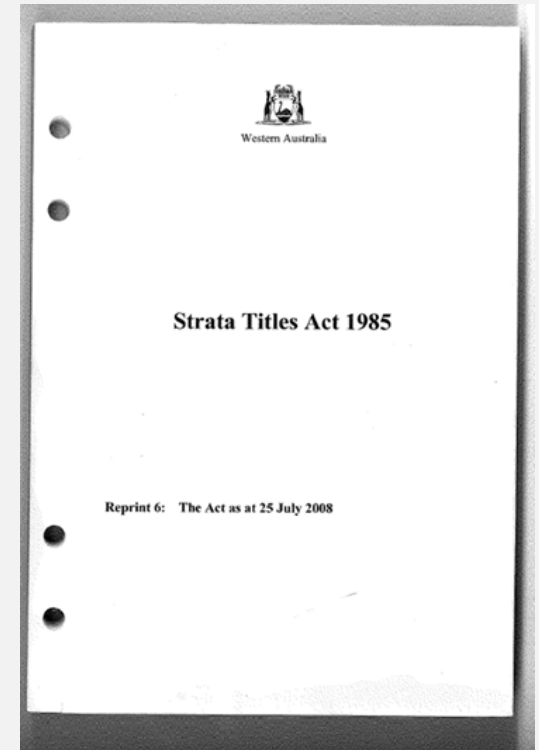 Western Australia
Strata Titles Act 1985
Reprint 6: The Act as at 25 July 2008